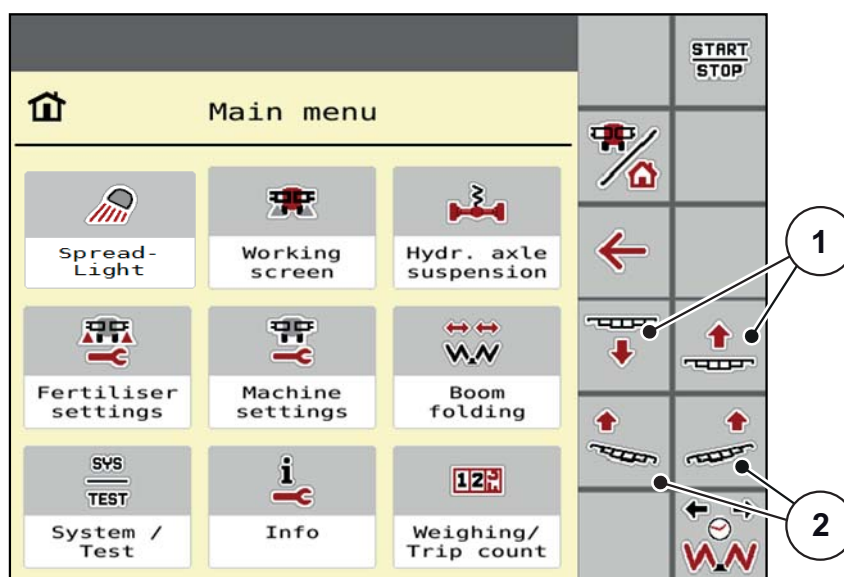 START
STOP
Main menu
Spread-
Light
Working
screen
Hydr. axle
suspension
1
Fertiliser
settings
Machine
settings
Boom
folding
SYS
TEST
System /
Test
i
Info
12
Weighing/
Trip count
2